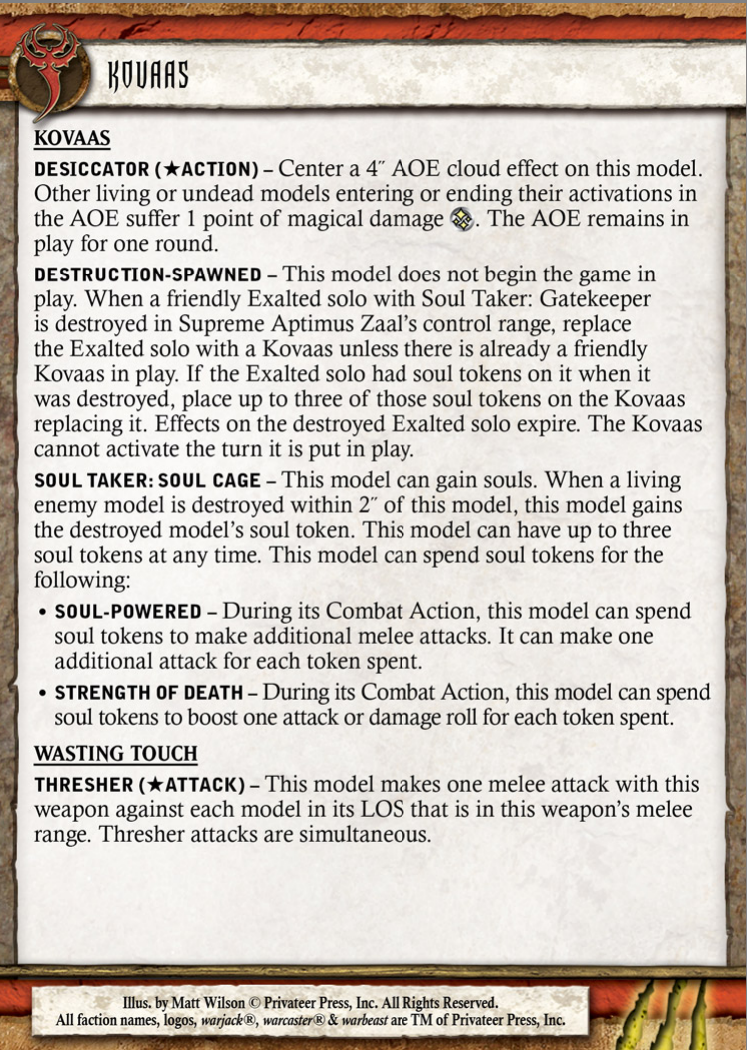 KOVAAS
KOVAAS
DESICCATOR (★ACTION) – Center a 4″ AOE cloud effect on this model.
Other living or undead models entering or ending their activations in
the AOE suffer 1 point of magical damage . The AOE remains in
play for one round.
DESTRUCTION-SPAWNED – This model does not begin the game in
play. When a friendly Exalted solo with Soul Taker: Gatekeeper
is destroyed in Supreme Aptimus Zaal’s control range, replace
the Exalted solo with a Kovaas unless there is already a friendly
Kovaas in play. If the Exalted solo had soul tokens on it when it
was destroyed, place up to three of those soul tokens on the Kovaas
replacing it. Effects on the destroyed Exalted solo expire. The Kovaas
cannot activate the turn it is put in play.
SOUL TAKER: SOUL CAGE – This model can gain souls. When a living
enemy model is destroyed within 2″ of this model, this model gains
the destroyed model’s soul token. This model can have up to three
soul tokens at any time. This model can spend soul tokens for the
following:
• SOUL-POWERED – During its Combat Action, this model can spend
soul tokens to make additional melee attacks. It can make one
additional attack for each token spent.
• STRENGTH OF DEATH – During its Combat Action, this model can spend
soul tokens to boost one attack or damage roll for each token spent.
WASTING TOUCH
THRESHER (★ATTACK) – This model makes one melee attack with this
weapon against each model in its LOS that is in this weapon’s melee
range. Thresher attacks are simultaneous.
Illus. by Matt Wilson © Privateer Press, Inc. All Rights Reserved.
All faction names, logos, warjack®, warcaster® & warbeast are TM of Privateer Press, Inc.